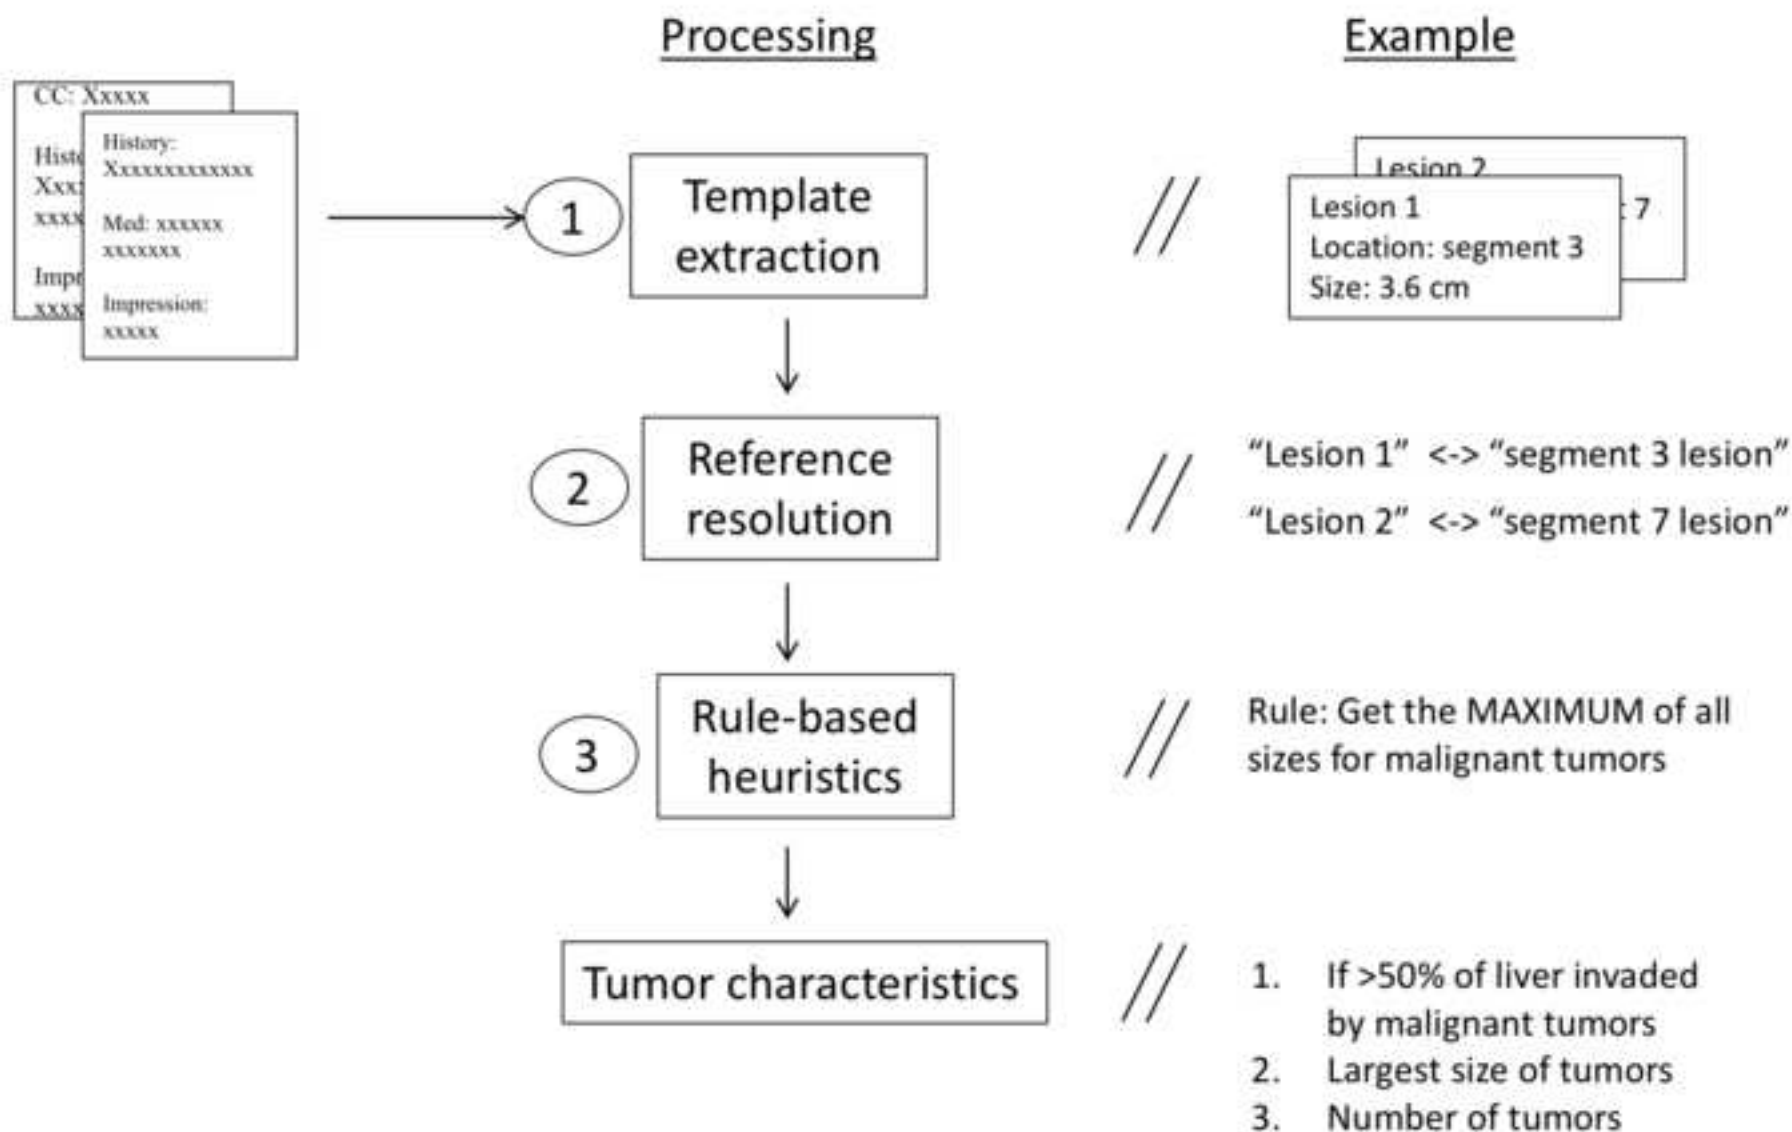 Processing
Example
CC: Xxxxx
History:
Xxxxxxxxxxxxx
Med: xxxxxx
xxxxxxx
Impression:
xxxxx
1
Template
extraction
Lesion 2
7
Lesion 1
Location: segment 3
Size: 3.6 cm
2
Reference
resolution
“Lesion 1” <-> “segment 3 lesion”
“Lesion 2” <-> “segment 7 lesion”
3
Rule-based
heuristics
Rule: Get the MAXIMUM of all
sizes for malignant tumors
Tumor characteristics
1. If >50% of liver invaded
by malignant tumors
2. Largest size of tumors
3. Number of tumors